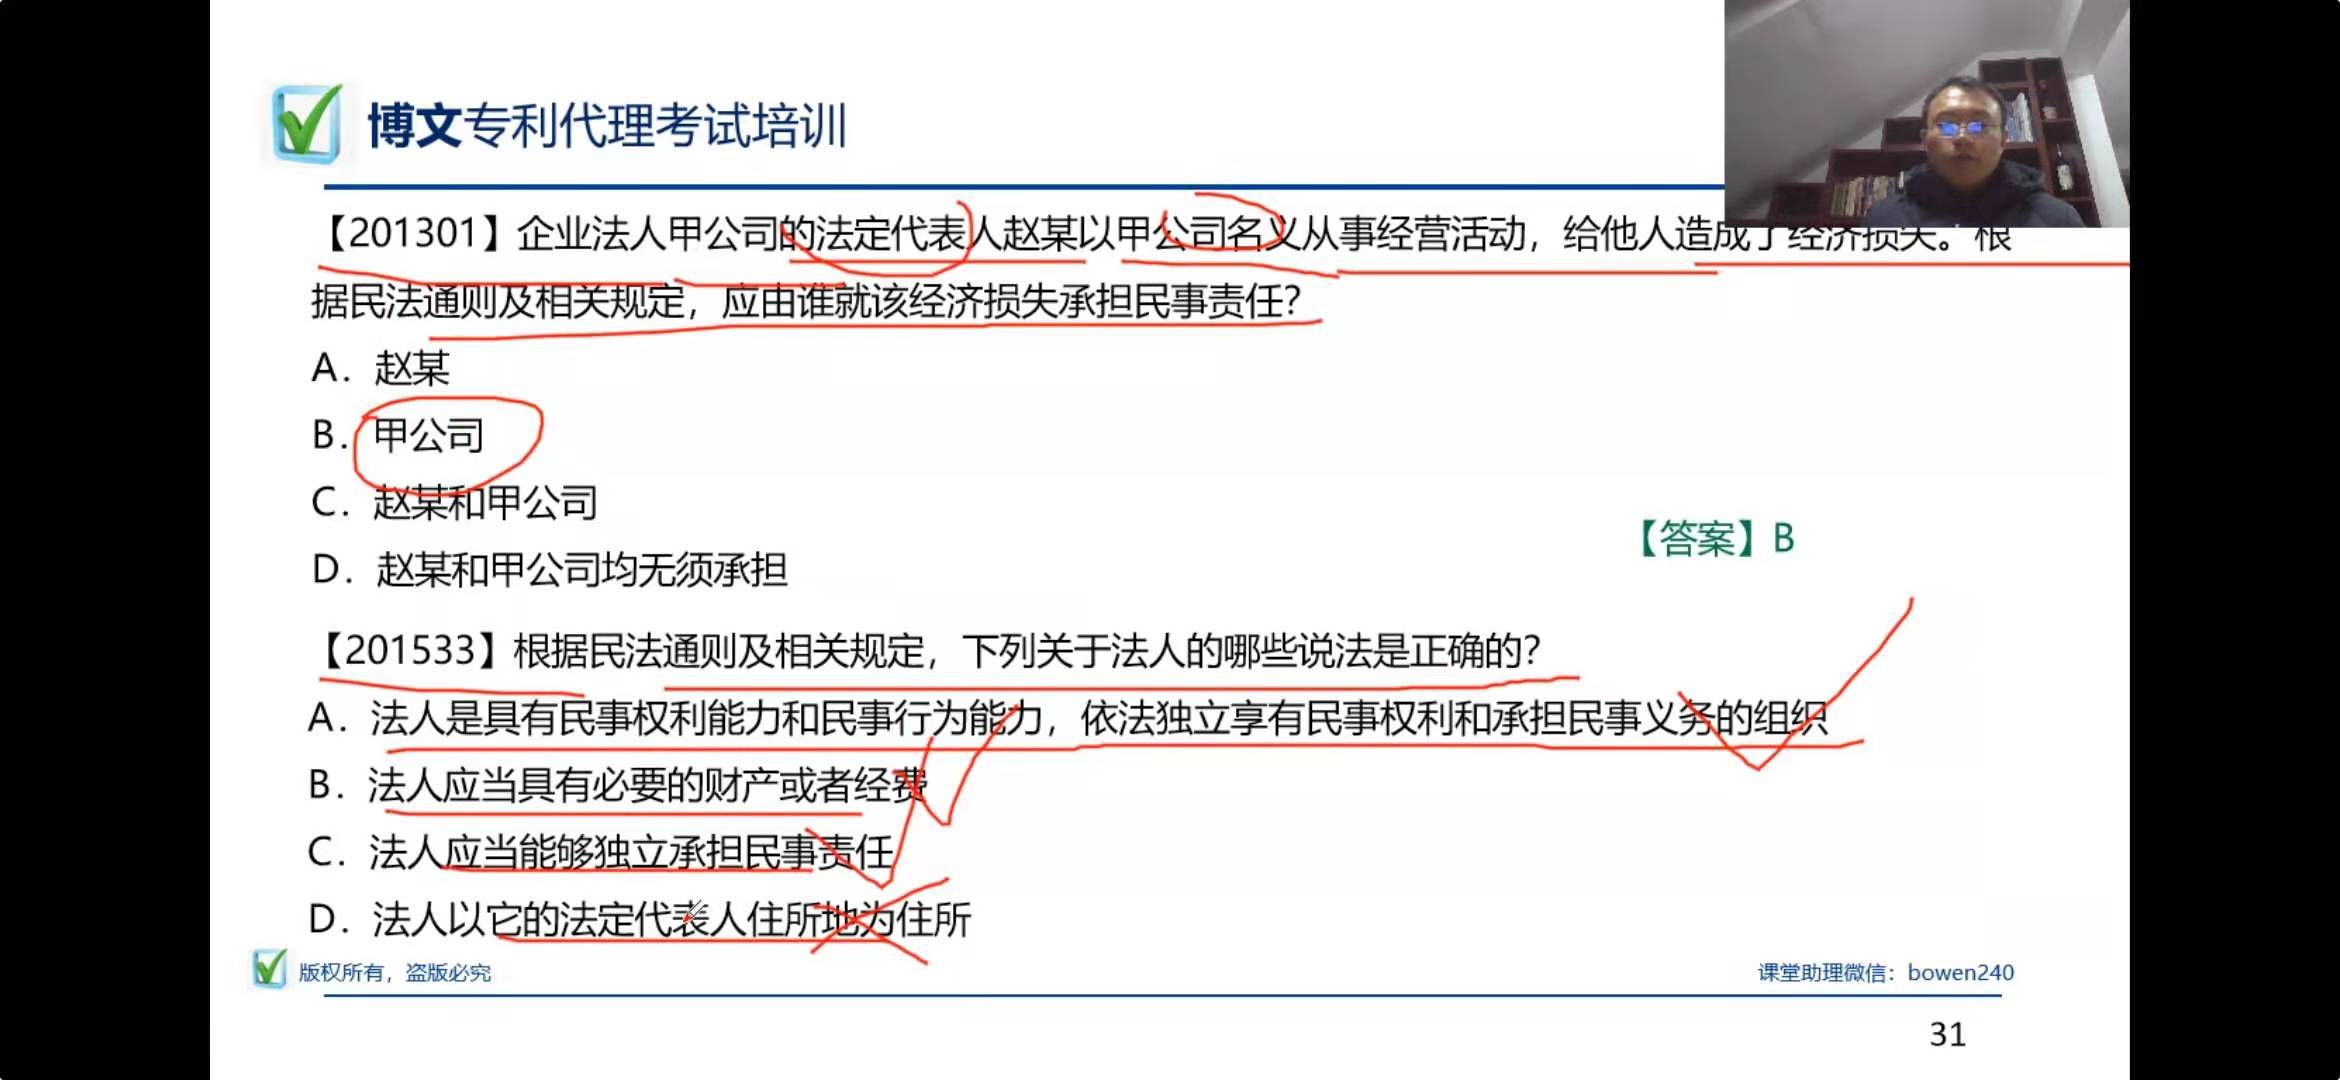 博文专利代理考试培训
【201301】企业法人甲公司的法定代表人赵某以甲公司名义从事经营活动，给他人造成了经济损失。根
据民法通则及相关规定，应由谁就该经济损失承担民事责任？
A．赵某
B．甲公司
C．赵某和甲公司
D．赵某和甲公司均无须承担
【答案】B
【201533】根据民法通则及相关规定，下列关于法人的哪些说法是正确的？
A．法人是具有民事权利能力和民事行为能力，依法独立享有民事权利和承担民事义务的组织
B．法人应当具有必要的财产或者经费
C．法人应当能够独立承担民事责任
D．法人以它的法定代表人住所地为住所
版权所有，盗版必究
课堂助理微信：bowen240
31